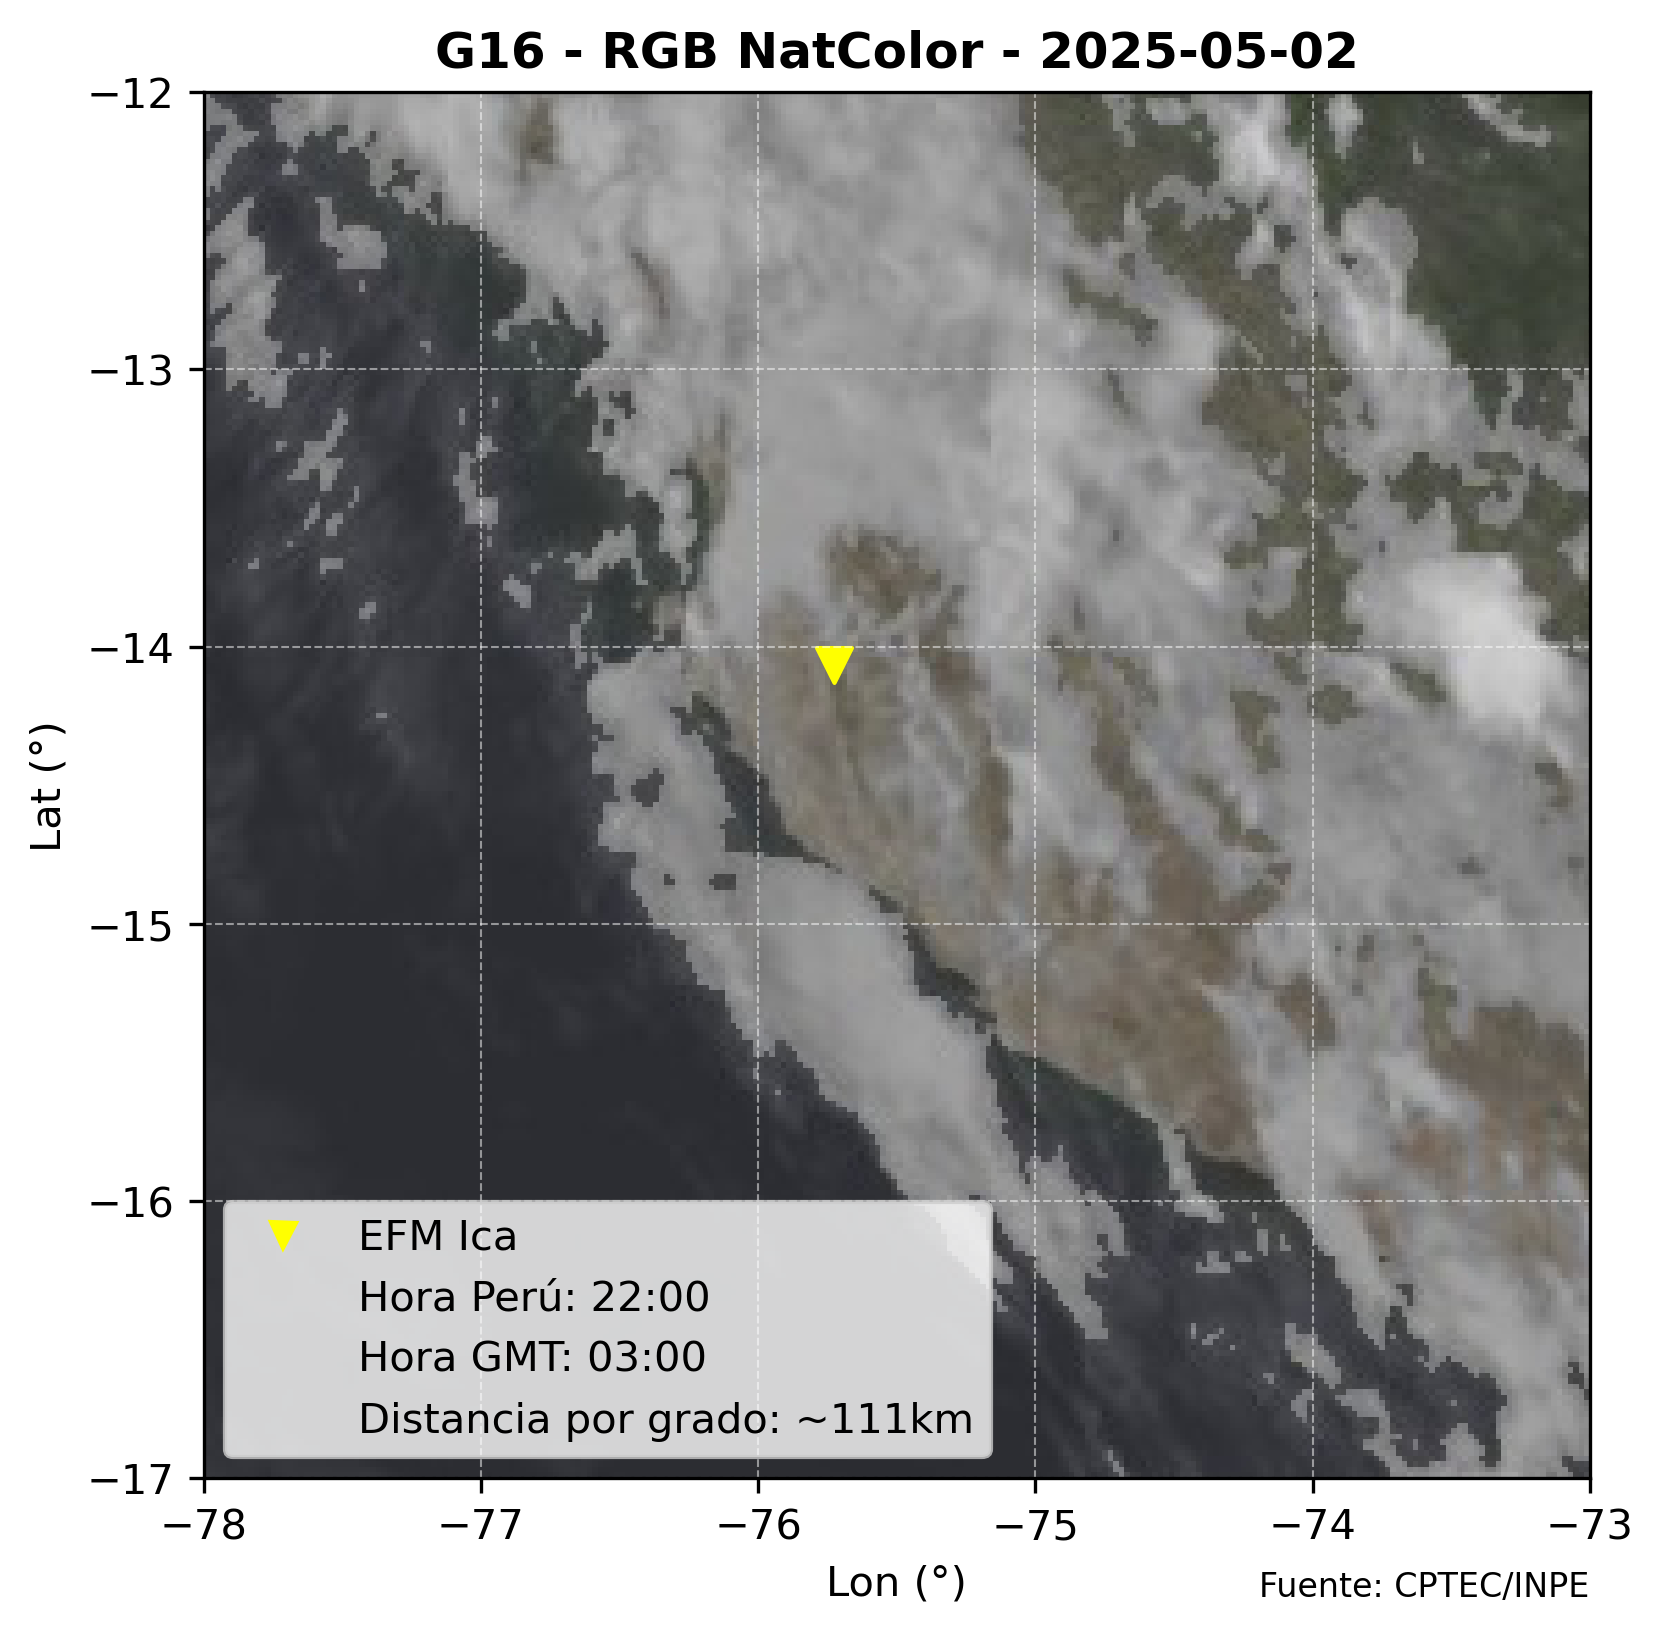 G16 - RGB NatColor - 2025-05-02
−12
−13
−14
−15
−16
−17
Lat (°)
EFM Ica
Hora Perú: 22:00
Hora GMT: 03:00
Distancia por grado: ~111km
−78
−77
−76
−75
−74
−73
Lon (°)
Fuente: CPTEC/INPE